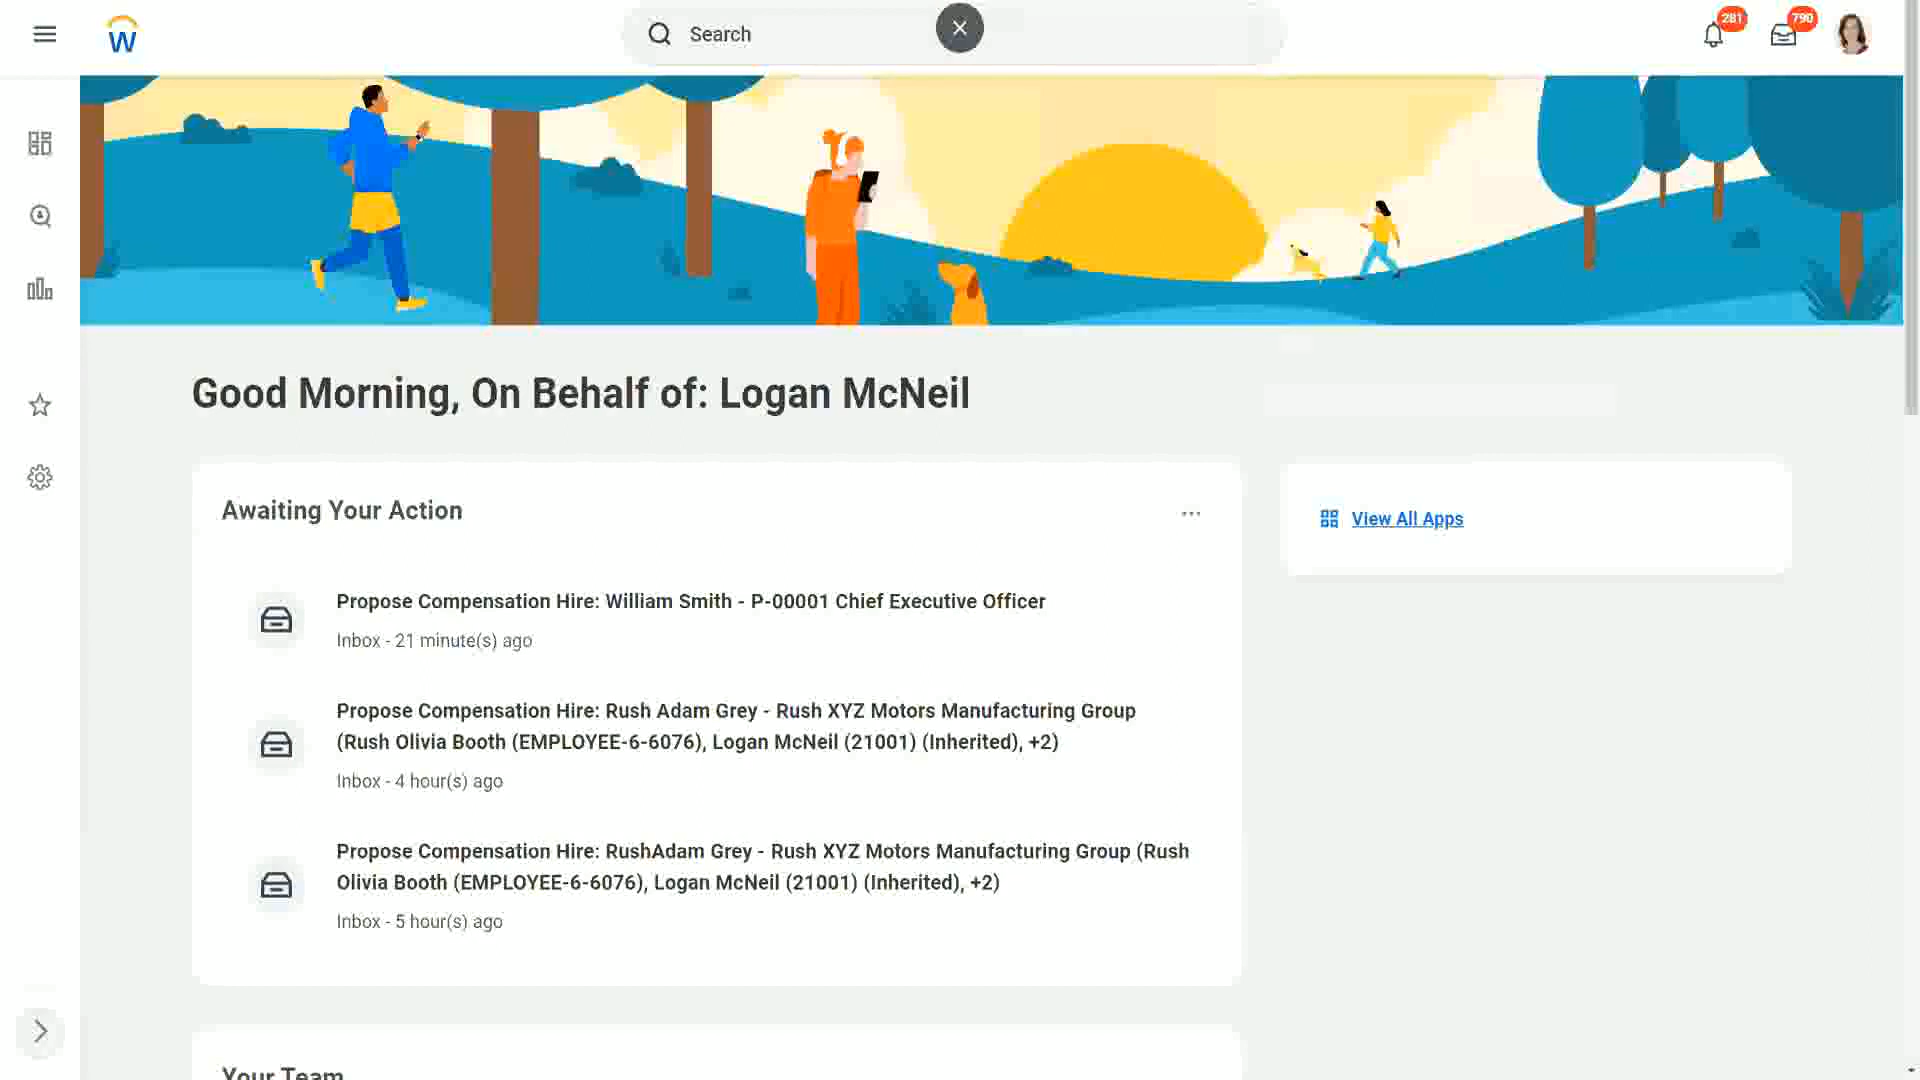 W
Search
281
790
Good Morning, On Behalf of: Logan McNeil
Awaiting Your Action
View All Apps
Propose Compensation Hire: William Smith - P-00001 Chief Executive Officer
Inbox - 21 minute(s) ago
Propose Compensation Hire: Rush Adam Grey - Rush XYZ Motors Manufacturing Group
(Rush Olivia Booth (EMPLOYEE-6-6076), Logan McNeil (21001) (Inherited), +2)
Inbox - 4 hour(s) ago
Propose Compensation Hire: RushAdam Grey - Rush XYZ Motors Manufacturing Group (Rush
Olivia Booth (EMPLOYEE-6-6076), Logan McNeil (21001) (Inherited), +2)
Inbox - 5 hour(s) ago
Your Team